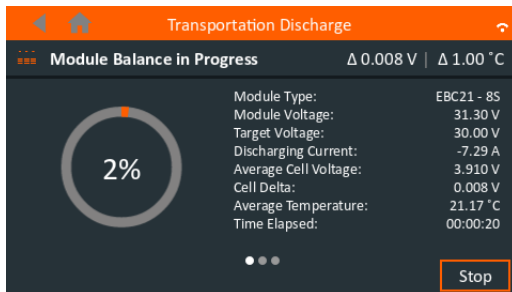 Transportation Discharge
Module Balance in Progress Δ 0.008 V | Δ 1.00 ˚C
Module Type: EBC21 - 8S
Module Voltage: 31.30 V
Target Voltage: 30.00 V
Discharging Current: -7.29 A
Average Cell Voltage: 3.910 V
Cell Delta: 0.008 V
Average Temperature: 21.17 ˚C
Time Elapsed: 00:00:20
2%
Stop